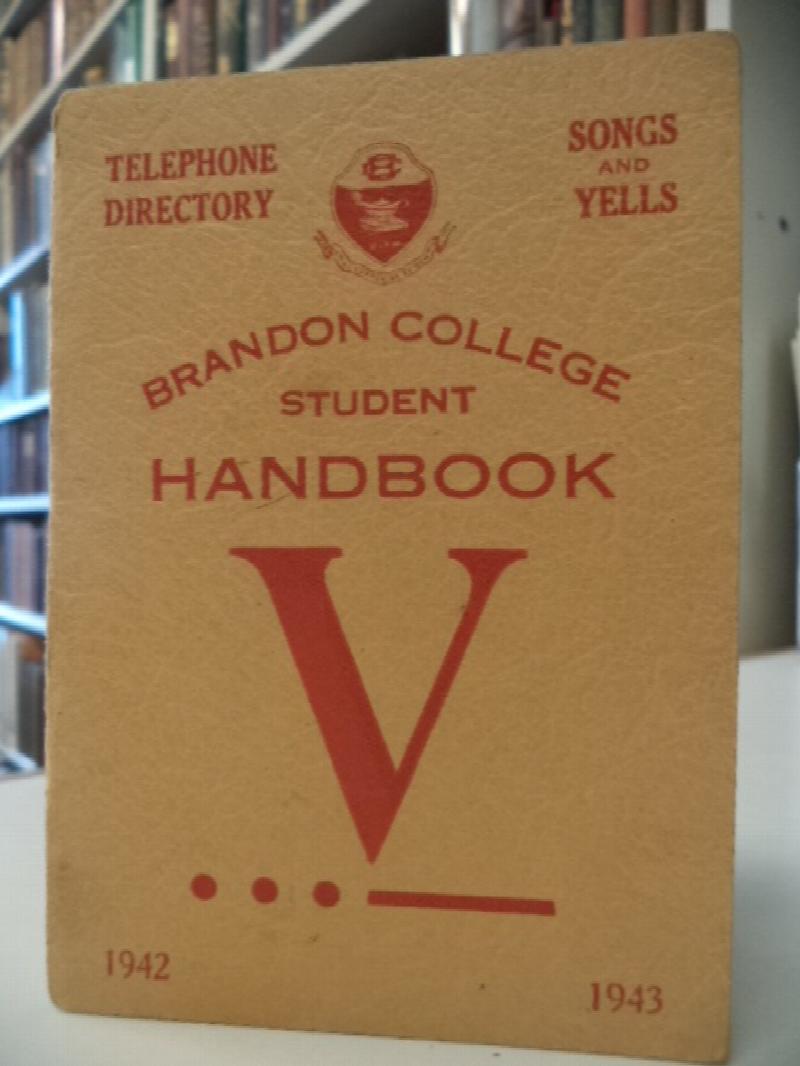 TELEPHONE
DIRECTORY
SONGS
AND
YELLS
BRANDON COLLEGE
STUDENT
HANDBOOK
V
1942
1943